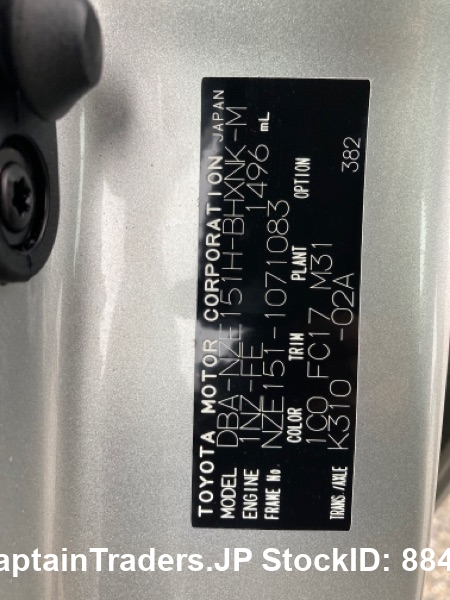 TOYOTA MOTOR CORPORATION JAPAN
MODEL DBA-NZE151H-BHXNK-M
ENGINE 1NZ-FE 1496 mL
FRAME No. NZE151-1071083
COLOR TRIM PLANT OPTION
1C0 FC17 M31
TRANS./AXLE K310 -02A 382
aptainTraders.JP StockID: 884